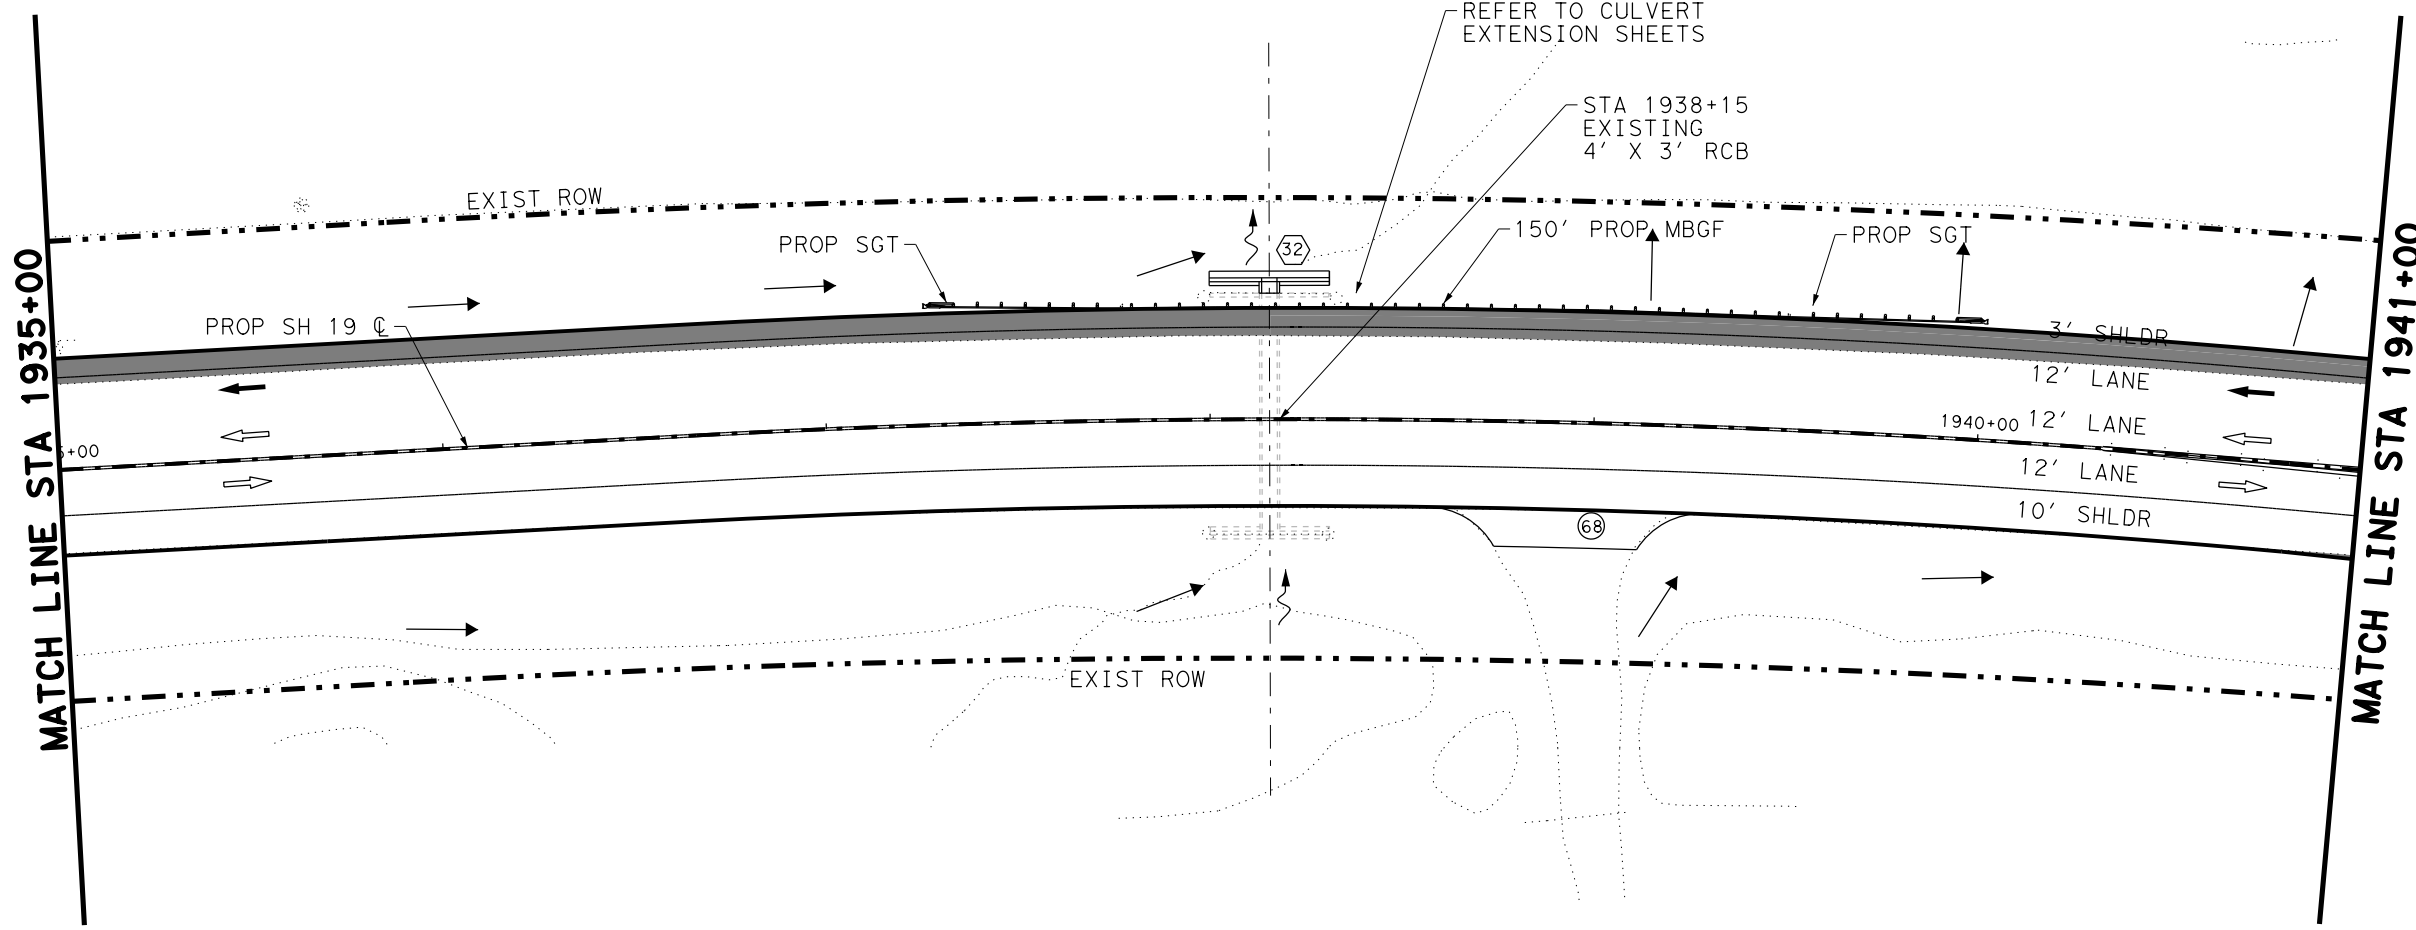 REFER TO CULVERT
EXTENSION SHEETS
STA 1938+15
EXISTING
4' X 3' RCB
EXIST ROW
PROP SGT
32
150' PROP MBGF
PROP SGT
PROP SH 19 ℄
3' SHLDR
12' LANE
1940+00
12' LANE
12' LANE
10' SHLDR
+00
68
EXIST ROW
MATCH LINE STA 1935+00
MATCH LINE STA 1941+00